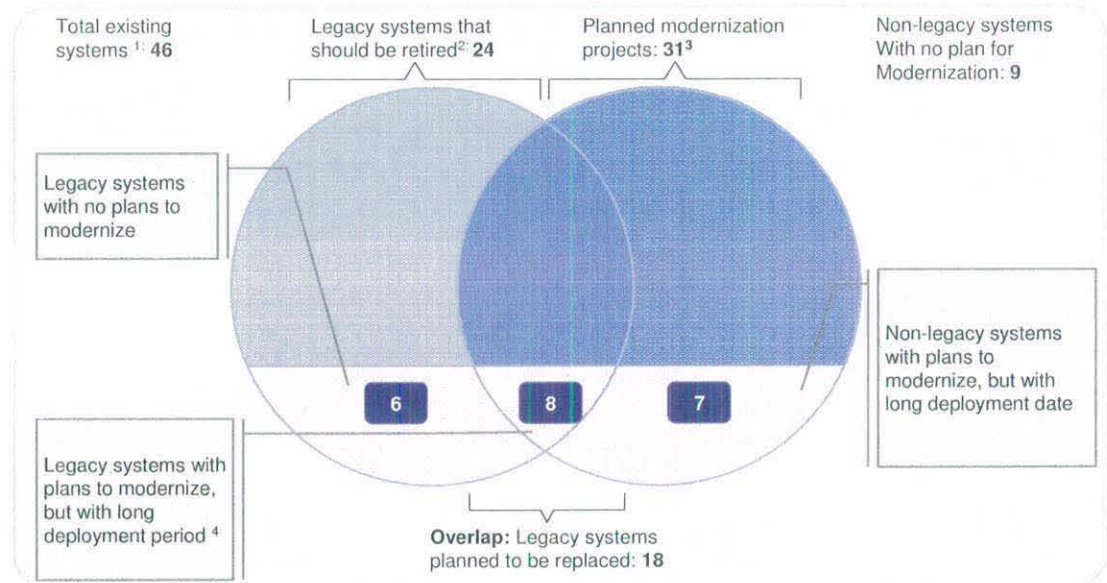 Total existing
systems 1: 46
Legacy systems that
should be retired2: 24
Planned modernization
projects: 313
Non-legacy systems
With no plan for
Modernization: 9
Legacy systems
with no plans to
modernize
Non-legacy systems
with plans to
modernize, but with
long deployment date
6
8
7
Legacy systems with
plans to modernize,
but with long
deployment period 4
Overlap: Legacy systems
planned to be replaced: 18